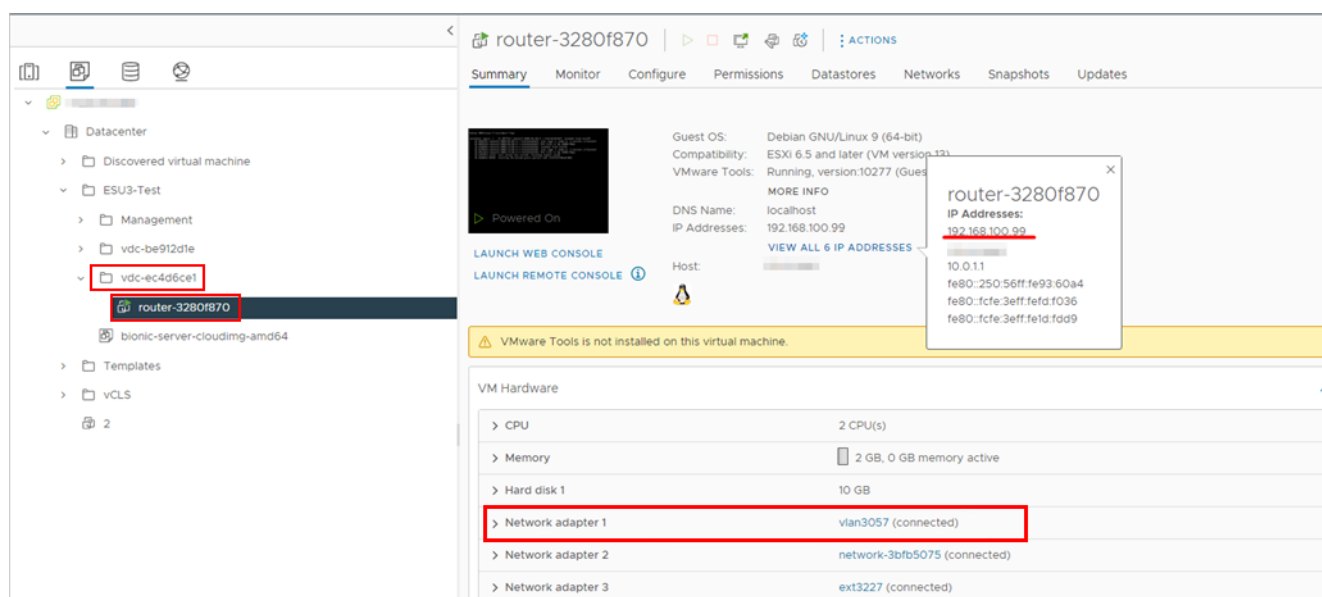 router-3280f870
ACTIONS
Summary Monitor Configure Permissions Datastores Networks Snapshots Updates
Datacenter
Discovered virtual machine
ESU3-Test
Management
vdc-be912d1e
vdc-ec4d6ce1
router-3280f870
bionic-server-cloudimg-amd64
Templates
vCLS
2
Powered On
LAUNCH WEB CONSOLE
LAUNCH REMOTE CONSOLE
Guest OS: Debian GNU/Linux 9 (64-bit)
Compatibility: ESXi 6.5 and later (VM version 13)
VMware Tools: Running, version:10277 (Gues
MORE INFO
DNS Name: localhost
IP Addresses: 192.168.100.99
VIEW ALL 6 IP ADDRESSES
Host:
router-3280f870
IP Addresses:
192.168.100.99
10.0.1.1
fe80::250:56ff:fe93:60a4
fe80::fcfe:3eff:fefd:f036
fe80::fcfe:3eff:fe1d:fdd9
VMware Tools is not installed on this virtual machine.
VM Hardware
CPU 2 CPU(s)
Memory 2 GB, 0 GB memory active
Hard disk 1 10 GB
Network adapter 1 vlan3057 (connected)
Network adapter 2 network-3bfb5075 (connected)
Network adapter 3 ext3227 (connected)